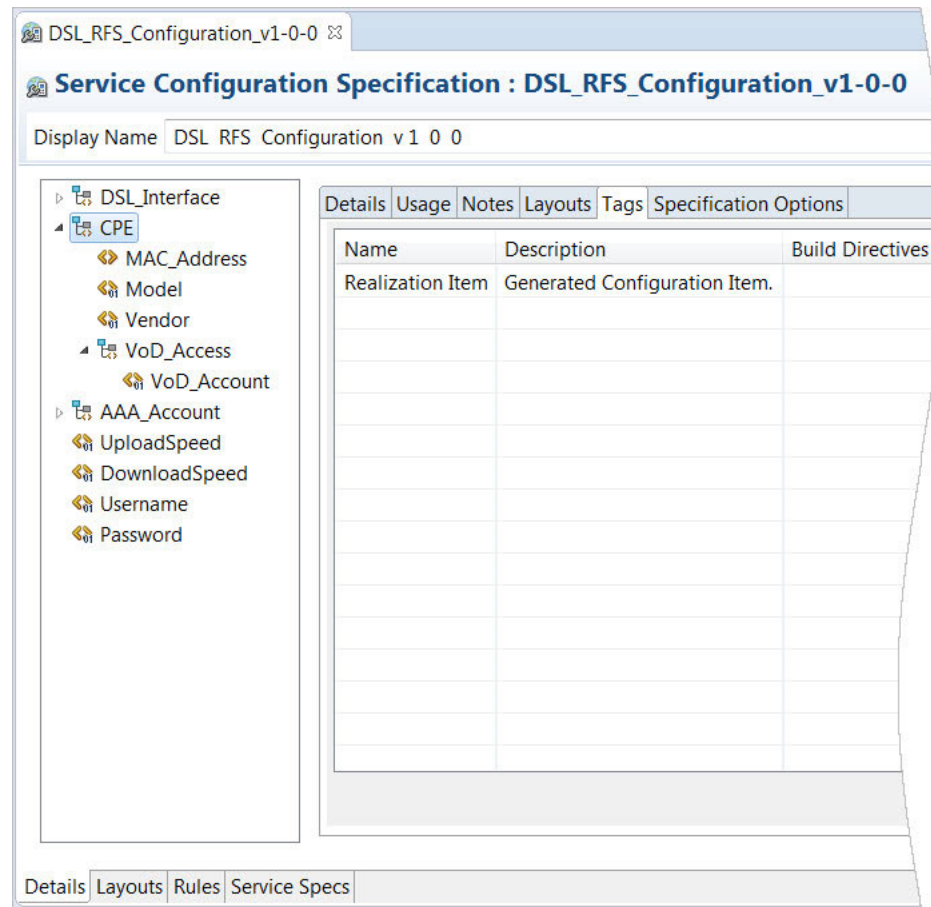 DSL_RFS_Configuration_v1-0-0
Service Configuration Specification : DSL_RFS_Configuration_v1-0-0
Display Name DSL RFS Configuration v 1 0 0
DSL_Interface
CPE
MAC_Address
Model
Vendor
VoD_Access
VoD_Account
AAA_Account
UploadSpeed
DownloadSpeed
Username
Password
Details Usage Notes Layouts Tags Specification Options
Name Description Build Directives
Realization Item Generated Configuration Item.
Details Layouts Rules Service Specs